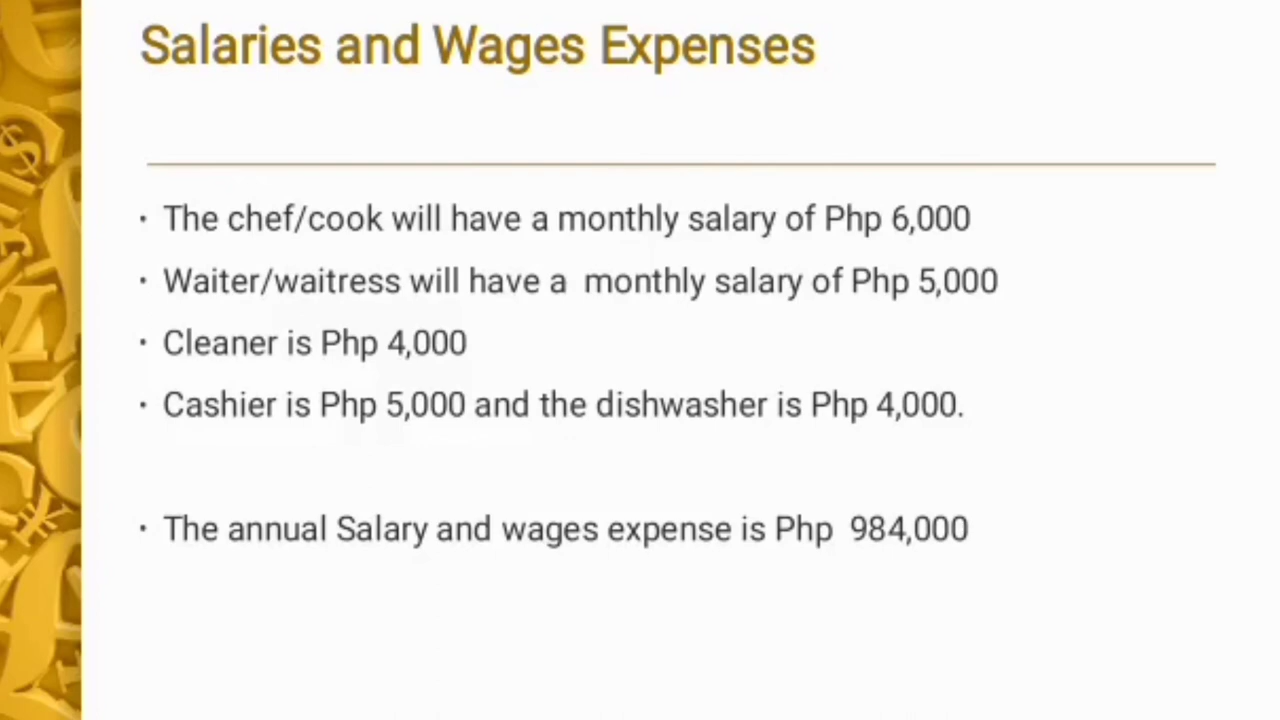 Salaries and Wages Expenses
· The chef/cook will have a monthly salary of Php 6,000
· Waiter/waitress will have a  monthly salary of Php 5,000
· Cleaner is Php 4,000
· Cashier is Php 5,000 and the dishwasher is Php 4,000.
· The annual Salary and wages expense is Php  984,000